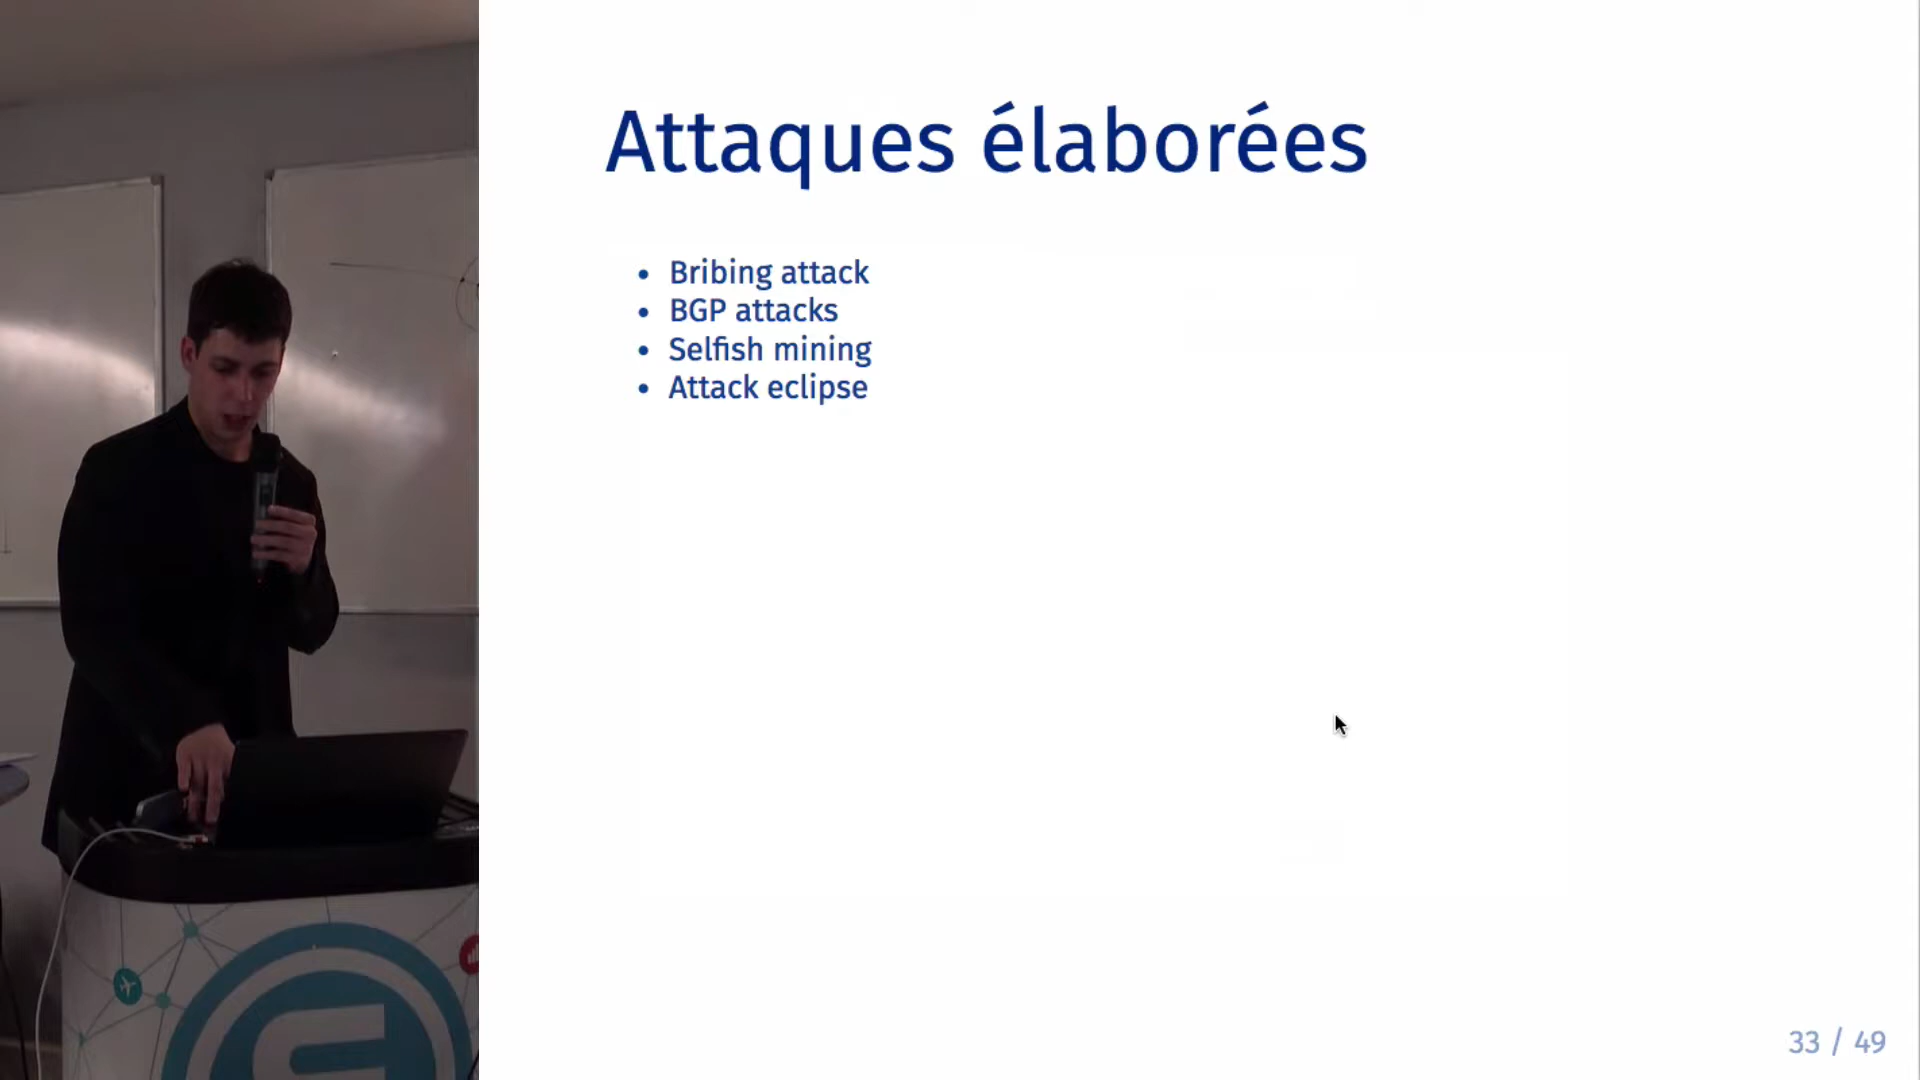 Attaques élaborées
• Bribing attack
• BGP attacks
• Selfish mining
• Attack eclipse
33 / 49